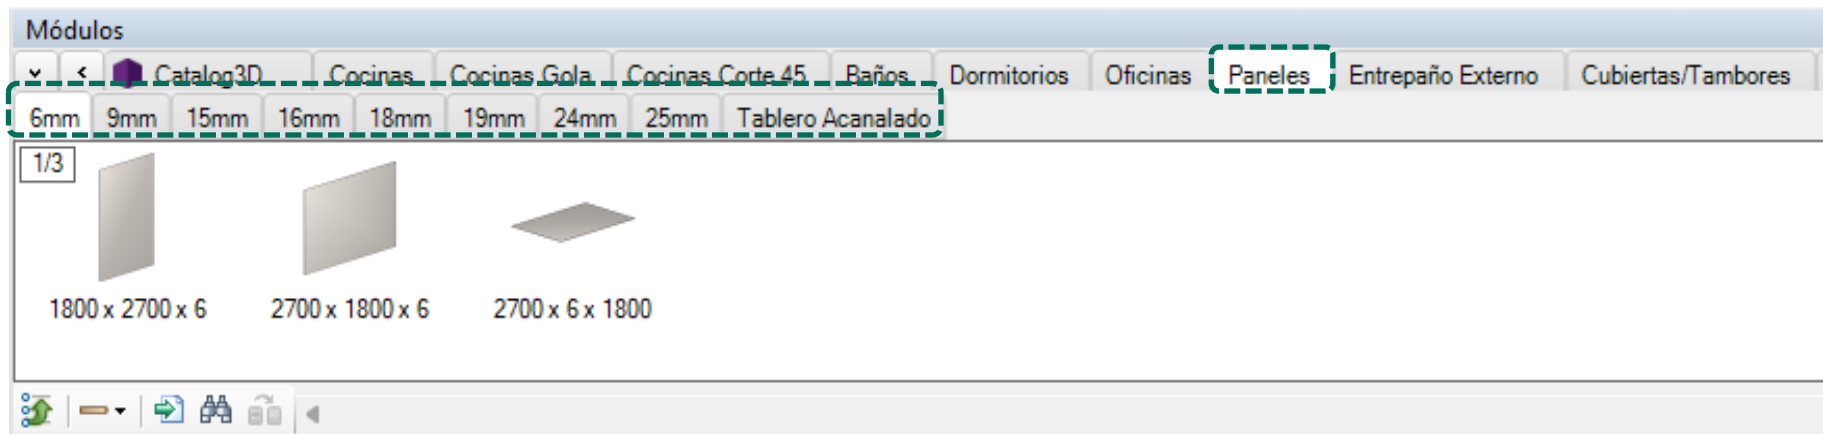 Módulos
Catalog3D Cocinas Cocinas Gola Cocinas Corte 45 Baños Dormitorios Oficinas Paneles Entrepaño Externo Cubiertas/Tambores
6mm 9mm 15mm 16mm 18mm 19mm 24mm 25mm Tablero Acanalado
1/3
1800 x 2700 x 6 2700 x 1800 x 6 2700 x 6 x 1800